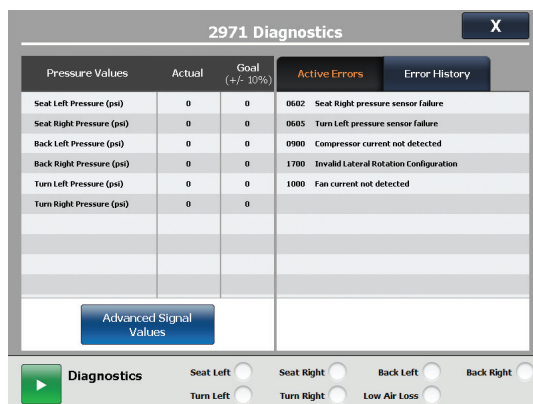 2971 Diagnostics
X
Pressure Values Actual Goal (+/- 10%)
Active Errors Error History
Seat Left Pressure (psi) 0 0
Seat Right Pressure (psi) 0 0
Back Left Pressure (psi) 0 0
Back Right Pressure (psi) 0 0
Turn Left Pressure (psi) 0 0
Turn Right Pressure (psi) 0 0
0602 Seat Right pressure sensor failure
0605 Turn Left pressure sensor failure
0900 Compressor current not detected
1700 Invalid Lateral Rotation Configuration
1000 Fan current not detected
Advanced Signal
Values
Diagnostics
Seat Left Seat Right Back Left Back Right
Turn Left Turn Right Low Air Loss